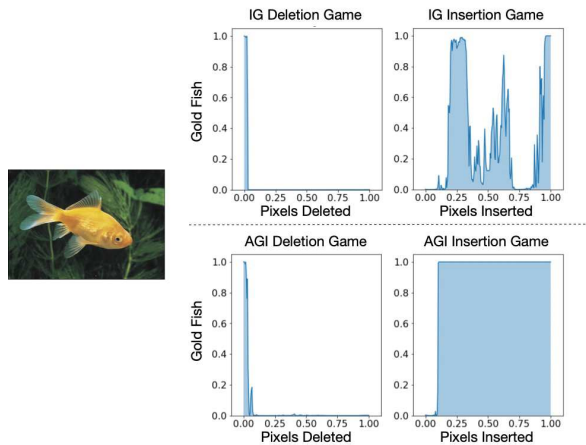 IG Deletion Game
IG Insertion Game
Gold Fish
1.0
0.8
0.6
0.4
0.2
0.0
0.00 0.25 0.50 0.75 1.00
Pixels Deleted
1.0
0.8
0.6
0.4
0.2
0.0
0.00 0.25 0.50 0.75 1.00
Pixels Inserted
AGI Deletion Game
AGI Insertion Game
Gold Fish
1.0
0.8
0.6
0.4
0.2
0.0
0.00 0.25 0.50 0.75 1.00
Pixels Deleted
1.0
0.8
0.6
0.4
0.2
0.0
0.00 0.25 0.50 0.75 1.00
Pixels Inserted